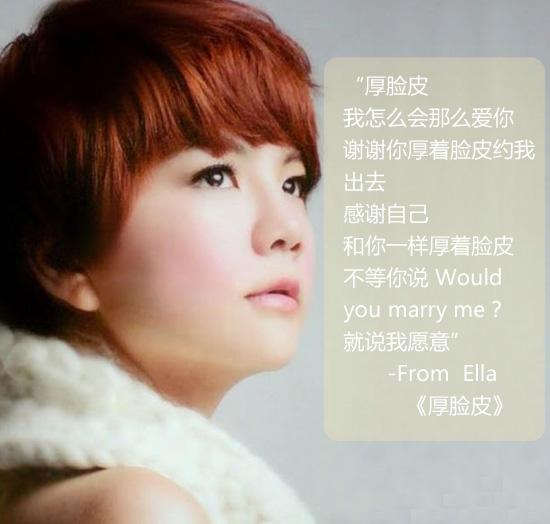 “厚脸皮
我怎么会那么爱你
谢谢你厚着脸皮约我
出去
感谢自己
和你一样厚着脸皮
不等你说 Would
you marry me ?
就说我愿意”
-From Ella
《厚脸皮》